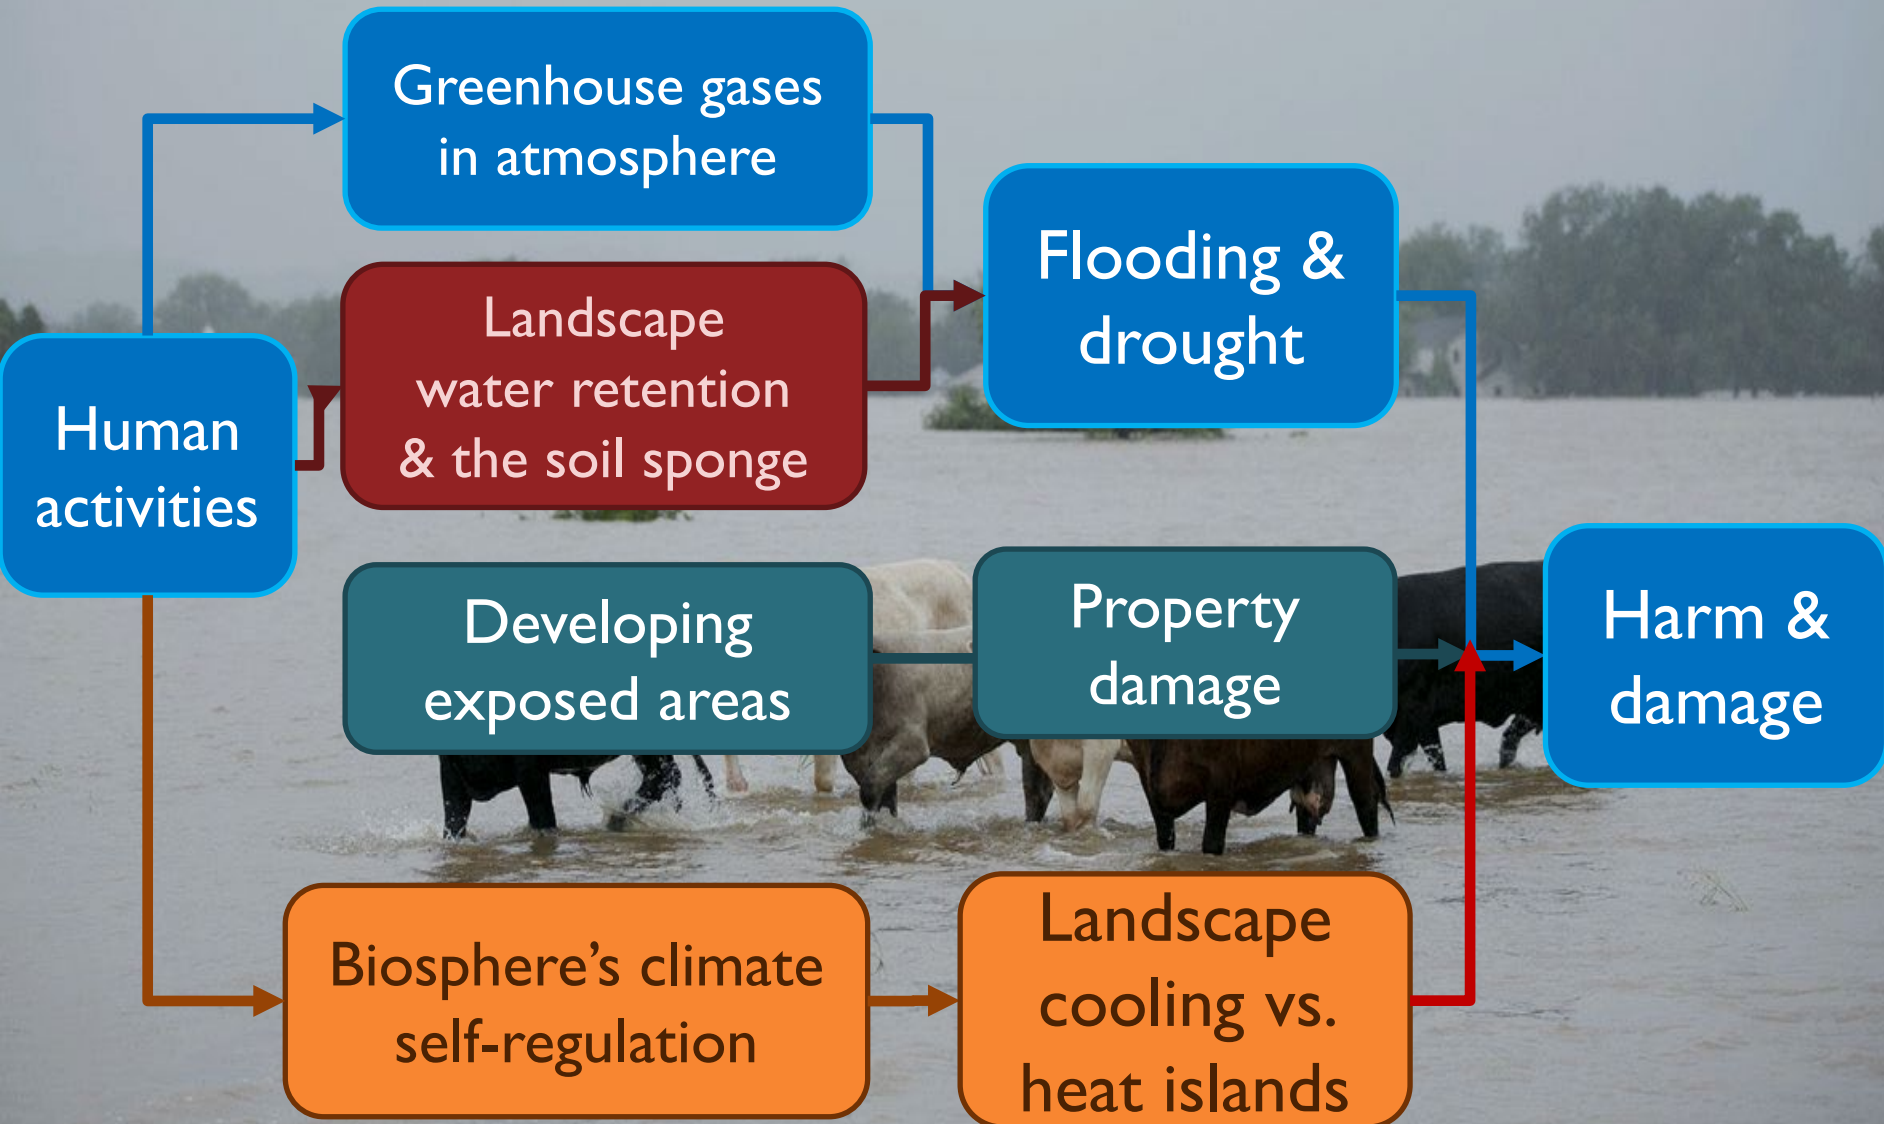 Greenhouse gases
in atmosphere
Flooding &
drought
Landscape
water retention
& the soil sponge
Human
activities
Developing
exposed areas
Property
damage
Harm &
damage
Biosphere’s climate
self-regulation
Landscape
cooling vs.
heat islands